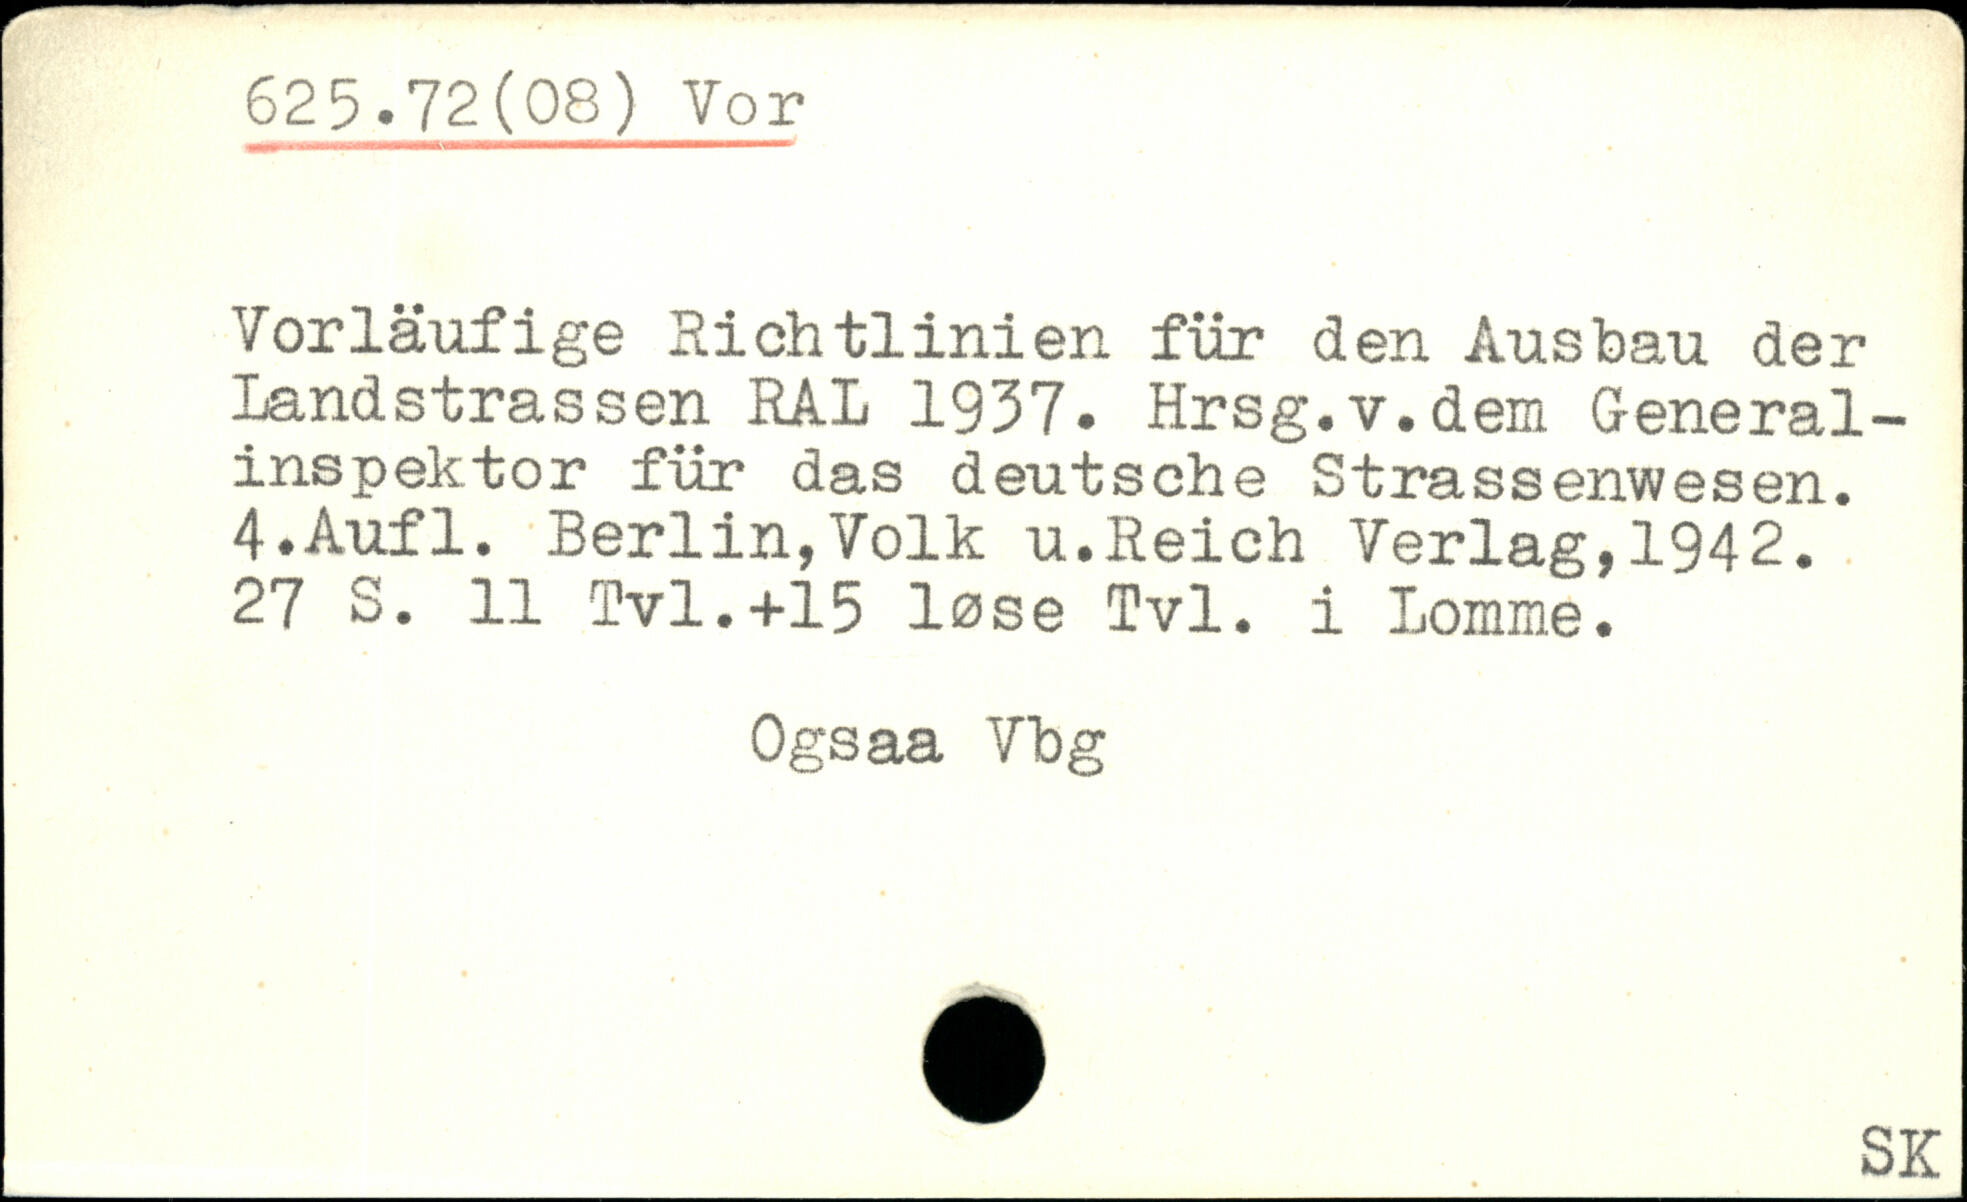 625.72(08) Vor
Vorläufige Richtlinien für den Ausbau der
Landstrassen RAL 1937. Hrsg.v.dem General-
inspektor für das deutsche Strassenwesen.
4.Aufl. Berlin,Volk u.Reich Verlag,1942.
27 S. 11 Tvl.+15 løse Tvl. i Lomme.
Ogsaa Vbg
SK